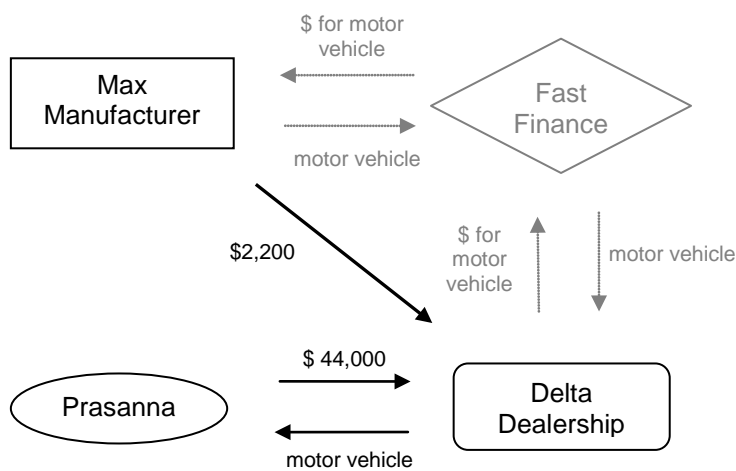 $ for motor
vehicle
Max
Manufacturer
Fast
Finance
motor vehicle
$2,200
$ for
motor
vehicle
motor vehicle
$ 44,000
Prasanna
Delta
Dealership
motor vehicle